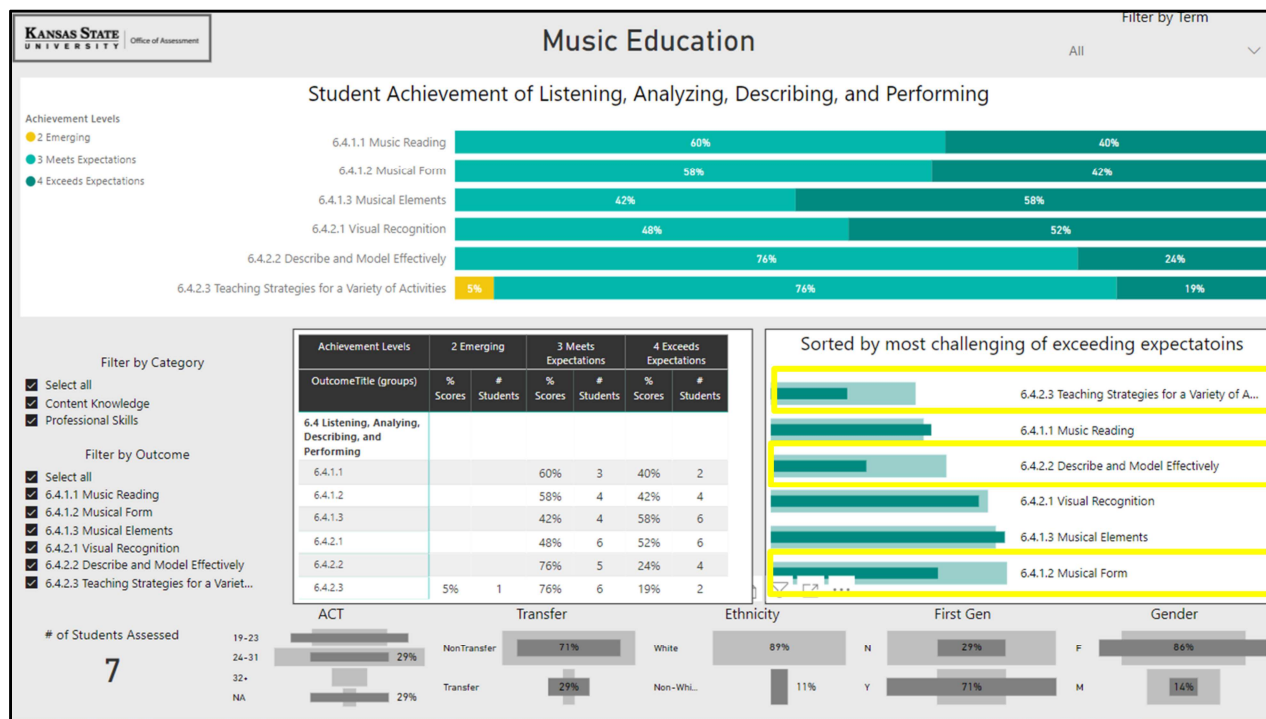 KANSAS STATE
UNIVERSITY
Office of Assessment
Music Education
Filter by Term
All
Student Achievement of Listening, Analyzing, Describing, and Performing
Achievement Levels
2 Emerging
3 Meets Expectations
4 Exceeds Expectations
6.4.1.1 Music Reading 60% 40%
6.4.1.2 Musical Form 58% 42%
6.4.1.3 Musical Elements 42% 58%
6.4.2.1 Visual Recognition 48% 52%
6.4.2.2 Describe and Model Effectively 76% 24%
6.4.2.3 Teaching Strategies for a Variety of Activities 5% 76% 19%
Filter by Category
Select all
Content Knowledge
Professional Skills
Filter by Outcome
Select all
6.4.1.1 Music Reading
6.4.1.2 Musical Form
6.4.1.3 Musical Elements
6.4.2.1 Visual Recognition
6.4.2.2 Describe and Model Effectively
6.4.2.3 Teaching Strategies for a Variet...
Achievement Levels 2 Emerging 3 Meets Expectations 4 Exceeds Expectations
OutcomeTitle (groups) % Scores # Students % Scores # Students % Scores # Students
6.4 Listening, Analying,
Describing, and
Performing
6.4.1.1 60% 3 40% 2
6.4.1.2 58% 4 42% 4
6.4.1.3 42% 4 58% 6
6.4.2.1 48% 6 52% 6
6.4.2.2 76% 5 24% 4
6.4.2.3 5% 1 76% 6 19% 2
Sorted by most challenging of exceeding expectatoins
6.4.2.3 Teaching Strategies for a Variety of A...
6.4.1.1 Music Reading
6.4.2.2 Describe and Model Effectively
6.4.2.1 Visual Recognition
6.4.1.3 Musical Elements
6.4.1.2 Musical Form
# of Students Assessed
7
ACT
19-23
24-31 29%
32+
NA 29%
Transfer
NonTransfer 71%
Transfer 29%
Ethnicity
White 89%
Non-Whi... 11%
First Gen
N 29%
Y 71%
Gender
F 86%
M 14%